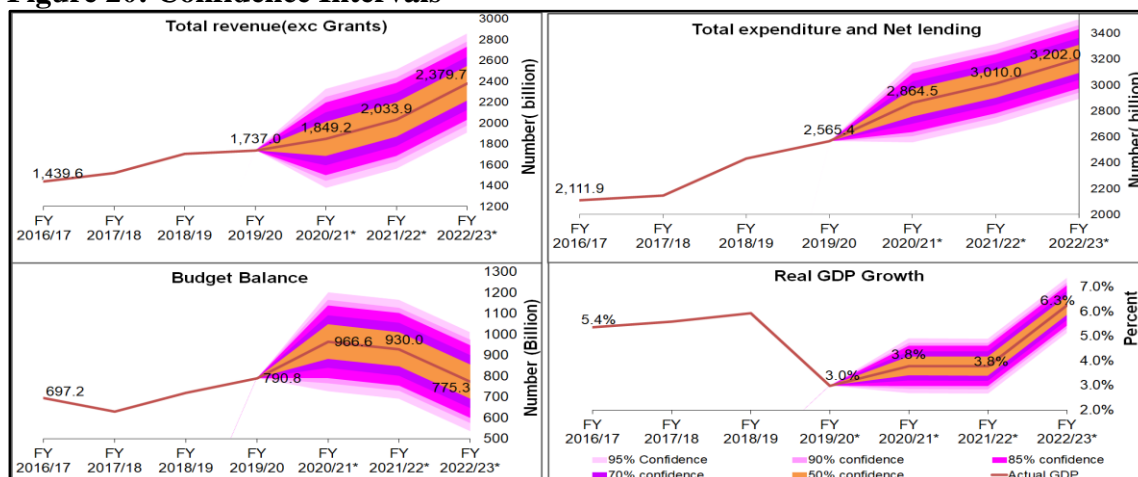 Figure 20: Confidence Intervals
Total revenue(exc Grants)
3000
2800
2600
2400
2200
2000
1800
1600
1400
1200
Number( billion)
1,439.6
1,737.0
1,849.2
2,033.9
2,379.7
FY 2016/17
FY 2017/18
FY 2018/19
FY 2019/20
FY 2020/21*
FY 2021/22*
FY 2022/23*
Total expenditure and Net lending
3400
3200
3000
2800
2600
2400
2200
2000
Number( billion)
2,111.9
2,565.4
2,864.5
3,010.0
3,202.0
FY 2016/17
FY 2017/18
FY 2018/19
FY 2019/20
FY 2020/21*
FY 2021/22*
FY 2022/23*
Budget Balance
1300
1200
1100
1000
900
800
700
600
500
Number (Billion)
697.2
790.8
966.6
930.0
775.3
FY 2016/17
FY 2017/18
FY 2018/19
FY 2019/20
FY 2020/21*
FY 2021/22*
FY 2022/23*
Real GDP Growth
7.0%
6.0%
5.0%
4.0%
3.0%
2.0%
Percent
5.4%
3.0%
3.8%
3.8%
6.3%
FY 2016/17
FY 2017/18
FY 2018/19
FY 2019/20*
FY 2020/21*
FY 2021/22*
FY 2022/23*
95% Confidence
90% confidence
85% confidence
70% confidence
50% confidence
Actual GDP